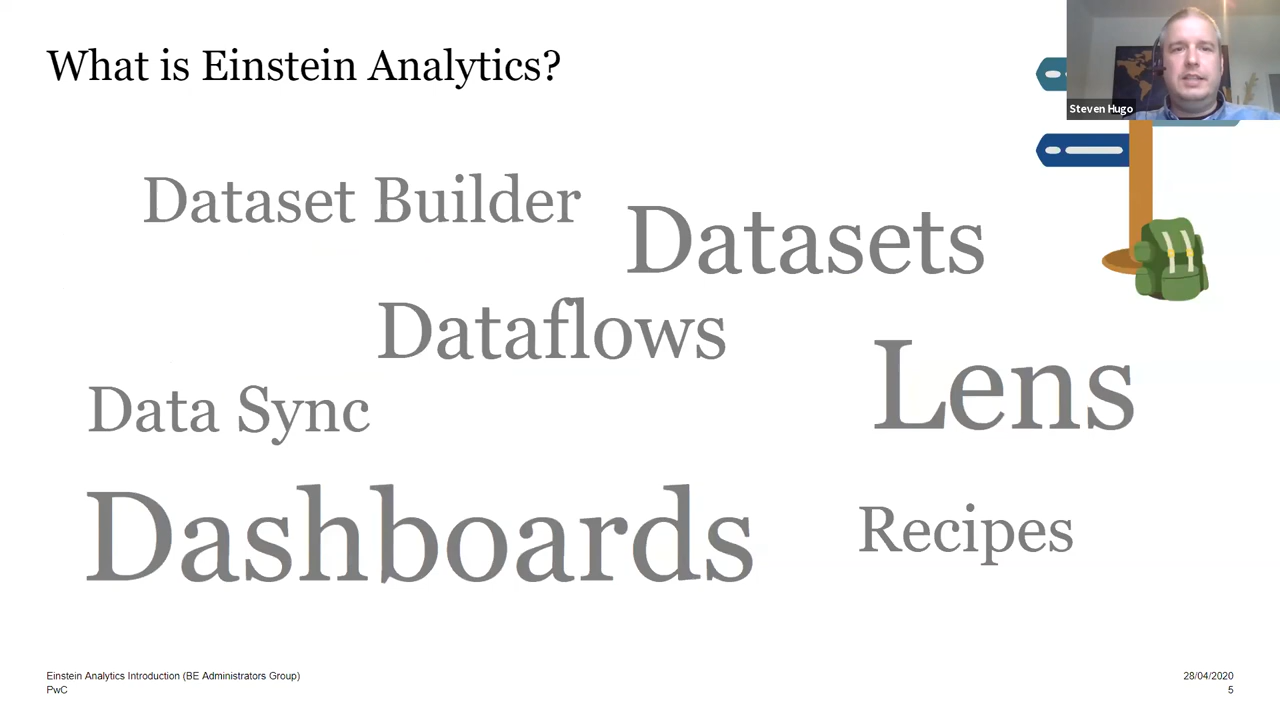 What is Einstein Analytics?
Steven Hugo
Dataset Builder
Datasets
Dataflows
Lens
Data Sync
Dashboards
Recipes
Einstein Analytics Introduction (BE Administrators Group)
28/04/2020
PwC
5